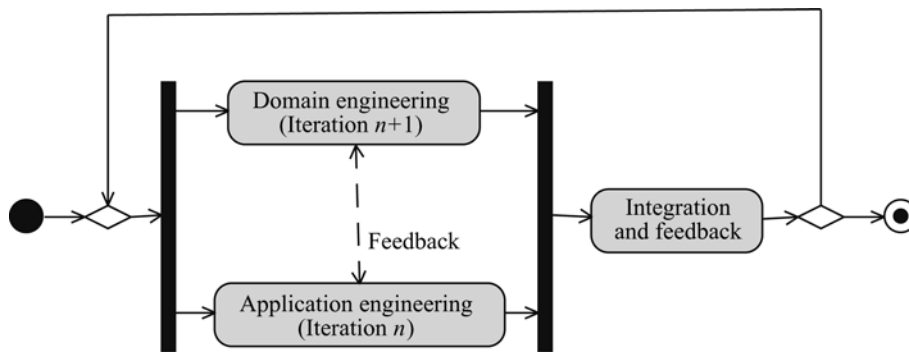 Domain engineering
(Iteration n+1)
Feedback
Integration
and feedback
Application engineering
(Iteration n)